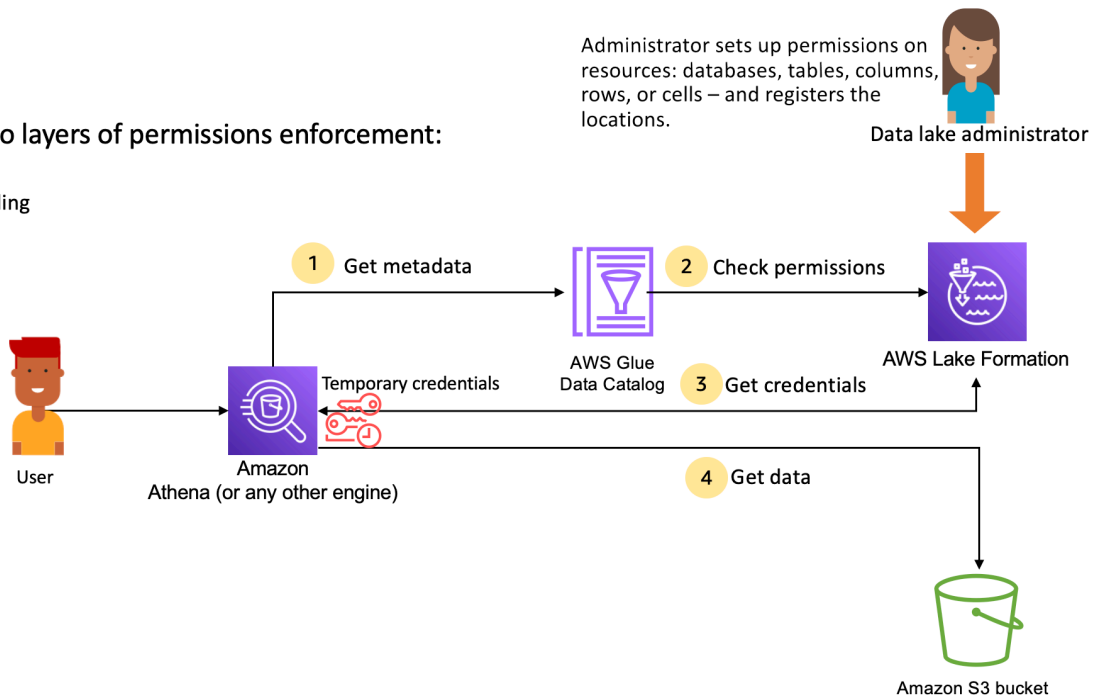 Administrator sets up permissions on
resources: databases, tables, columns,
rows, or cells – and registers the
locations.
Data lake administrator
o layers of permissions enforcement:
ling
1 Get metadata
2 Check permissions
AWS Glue
Data Catalog
AWS Lake Formation
Temporary credentials
3 Get credentials
User
Amazon
Athena (or any other engine)
4 Get data
Amazon S3 bucket